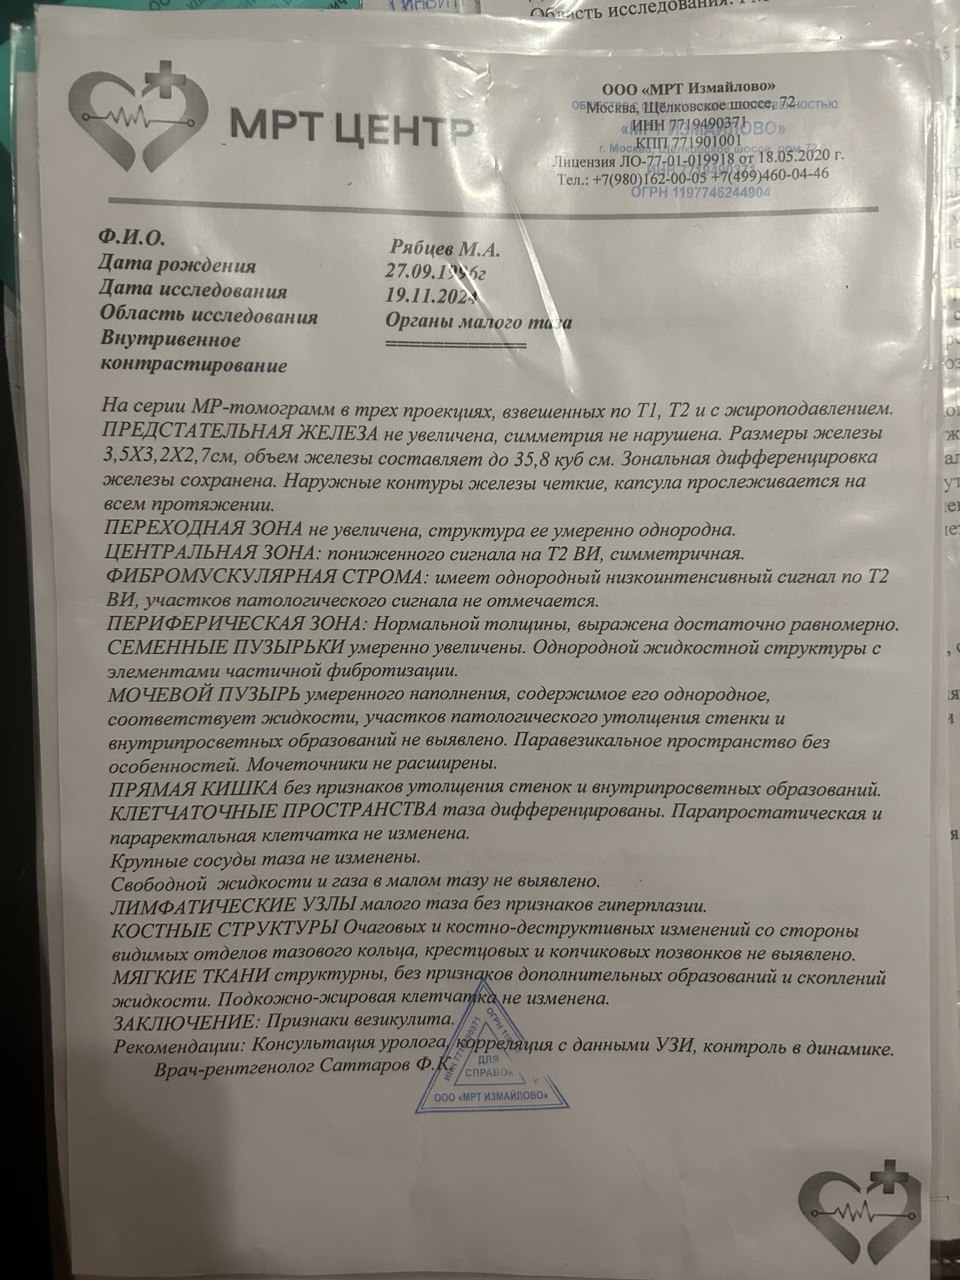 Область исследования:
МРТ ЦЕНТР
ООО «МРТ Измайлово»
Москва, Щёлковское шоссе, 72
ИНН 7719490371
КПП 771901001
Лицензия ЛО-77-01-019918 от 18.05.2020 г.
Тел.: +7(980)162-00-05 +7(499)460-04-46
«МРТ ИЗМАЙЛОВО»
ОГРН 1197746244904
Ф.И.О. Рябцев М.А.
Дата рождения 27.09.1996г
Дата исследования 19.11.2024
Область исследования Органы малого таза
Внутривенное ===============
контрастирование
На серии МР-томограмм в трех проекциях, взвешенных по Т1, Т2 и с жироподавлением.
ПРЕДСТАТЕЛЬНАЯ ЖЕЛЕЗА не увеличена, симметрия не нарушена. Размеры железы
3,5Х3,2Х2,7см, объем железы составляет до 35,8 куб см. Зональная дифференцировка
железы сохранена. Наружные контуры железы четкие, капсула прослеживается на
всем протяжении.
ПЕРЕХОДНАЯ ЗОНА не увеличена, структура ее умеренно однородна.
ЦЕНТРАЛЬНАЯ ЗОНА: пониженного сигнала на Т2 ВИ, симметричная.
ФИБРОМУСКУЛЯРНАЯ СТРОМА: имеет однородный низкоинтенсивный сигнал по Т2
ВИ, участков патологического сигнала не отмечается.
ПЕРИФЕРИЧЕСКАЯ ЗОНА: Нормальной толщины, выражена достаточно равномерно.
СЕМЕННЫЕ ПУЗЫРЬКИ умеренно увеличены. Однородной жидкостной структуры с
элементами частичной фибротизации.
МОЧЕВОЙ ПУЗЫРЬ умеренного наполнения, содержимое его однородное,
соответствует жидкости, участков патологического утолщения стенки и
внутрипросветных образований не выявлено. Паравезикальное пространство без
особенностей. Мочеточники не расширены.
ПРЯМАЯ КИШКА без признаков утолщения стенок и внутрипросветных образований.
КЛЕТЧАТОЧНЫЕ ПРОСТРАНСТВА таза дифференцированы. Парапростатическая и
параректальная клетчатка не изменена.
Крупные сосуды таза не изменены.
Свободной жидкости и газа в малом тазу не выявлено.
ЛИМФАТИЧЕСКИЕ УЗЛЫ малого таза без признаков гиперплазии.
КОСТНЫЕ СТРУКТУРЫ Очаговых и костно-деструктивных изменений со стороны
видимых отделов тазового кольца, крестцовых и копчиковых позвонков не выявлено.
МЯГКИЕ ТКАНИ структурны, без признаков дополнительных образований и скоплений
жидкости. Подкожно-жировая клетчатка не изменена.
ЗАКЛЮЧЕНИЕ: Признаки везикулита.
Рекомендации: Консультация уролога, корреляция с данными УЗИ, контроль в динамике.
Врач-рентгенолог Саттаров Ф.К.
ДЛЯ
ООО «МРТ ИЗМАЙЛОВО»